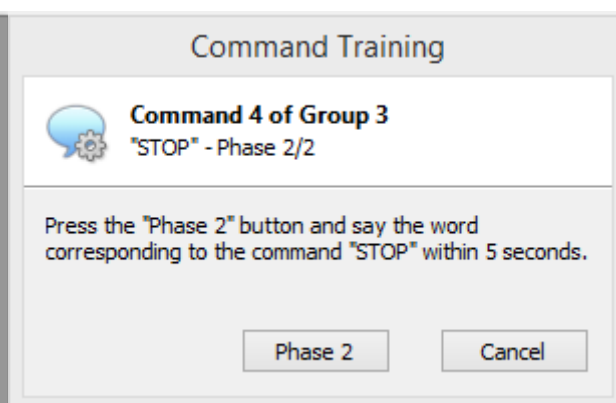 Command Training
Command 4 of Group 3
"STOP" - Phase 2/2
Press the "Phase 2" button and say the word
corresponding to the command "STOP" within 5 seconds.
Phase 2
Cancel